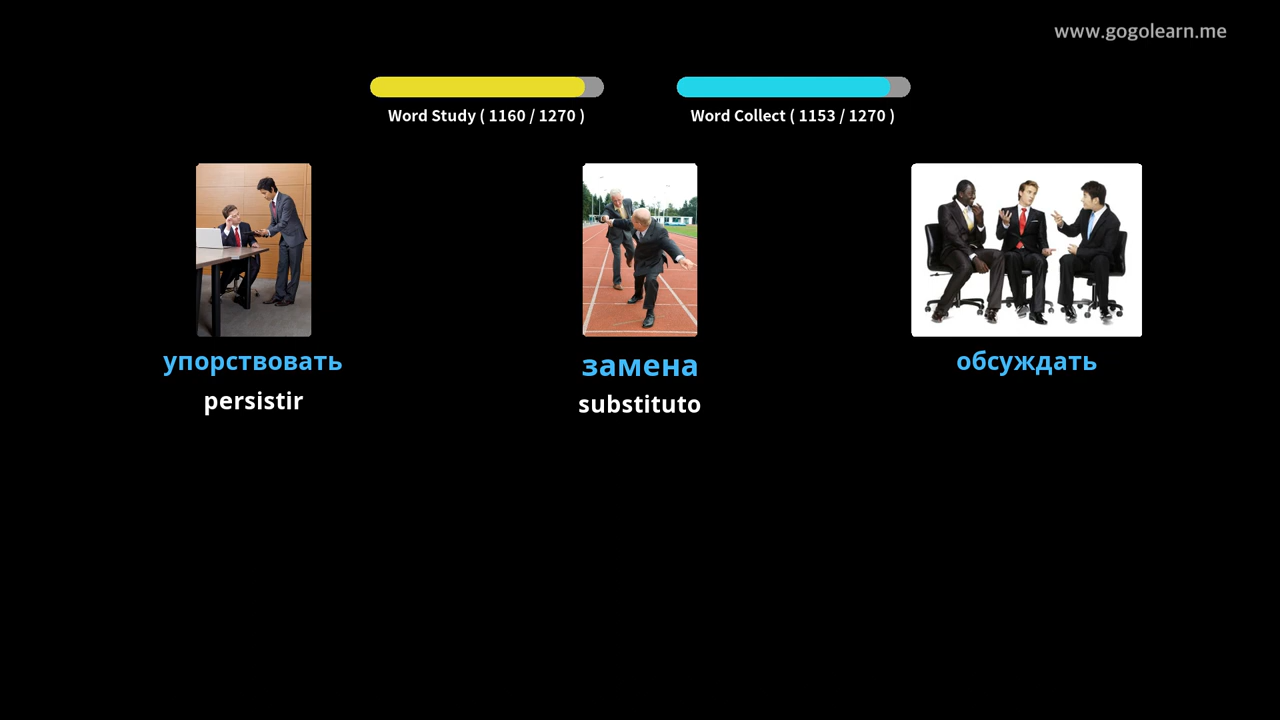 www.gogolearn.me
Word Study ( 1160 / 1270 )
Word Collect ( 1153 / 1270 )
упорствовать
замена
обсуждать
persistir
substituto